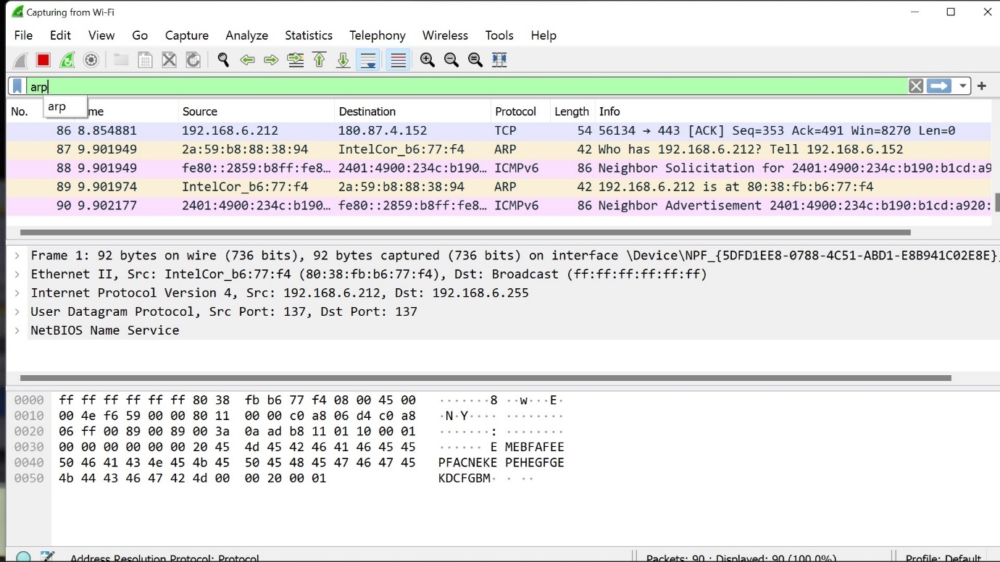 Capturing from Wi-Fi
File Edit View Go Capture Analyze Statistics Telephony Wireless Tools Help
arp
arp
No. me Source Destination Protocol Length Info
86 8.854881 192.168.6.212 180.87.4.152 TCP 54 56134 → 443 [ACK] Seq=353 Ack=491 Win=8270 Len=0
87 9.901949 2a:59:b8:88:38:94 IntelCor_b6:77:f4 ARP 42 Who has 192.168.6.212? Tell 192.168.6.152
88 9.901949 fe80::2859:b8ff:fe8… 2401:4900:234c:b190… ICMPv6 86 Neighbor Solicitation for 2401:4900:234c:b190:b1cd:a9
89 9.901974 IntelCor_b6:77:f4 2a:59:b8:88:38:94 ARP 42 192.168.6.212 is at 80:38:fb:b6:77:f4
90 9.902177 2401:4900:234c:b190… fe80::2859:b8ff:fe8… ICMPv6 86 Neighbor Advertisement 2401:4900:234c:b190:b1cd:a920:
Frame 1: 92 bytes on wire (736 bits), 92 bytes captured (736 bits) on interface \Device\NPF_{5DFD1EE8-0788-4C51-ABD1-E8B941C02E8E}
Ethernet II, Src: IntelCor_b6:77:f4 (80:38:fb:b6:77:f4), Dst: Broadcast (ff:ff:ff:ff:ff:ff)
Internet Protocol Version 4, Src: 192.168.6.212, Dst: 192.168.6.255
User Datagram Protocol, Src Port: 137, Dst Port: 137
NetBIOS Name Service
0000 ff ff ff ff ff ff 80 38 fb b6 77 f4 08 00 45 00 ·······8 ··w···E·
0010 00 4e f6 59 00 00 80 11 00 00 c0 a8 06 d4 c0 a8 ·N·Y···· ········
0020 06 ff 00 89 00 89 00 3a 0a ad b8 11 01 10 00 01 ·······: ········
0030 00 00 00 00 00 00 20 45 4d 45 42 46 41 46 45 45 ······ E MEBFAFEE
0040 50 46 41 43 4e 45 4b 45 50 45 48 45 47 46 47 45 PFACNEKE PEHEGFGE
0050 4b 44 43 46 47 42 4d 00 00 20 00 01 KDCFGBM· · ··
Address Resolution Protocol: Protocol Packets: 90 · Displayed: 90 (100.0%) Profile: Default